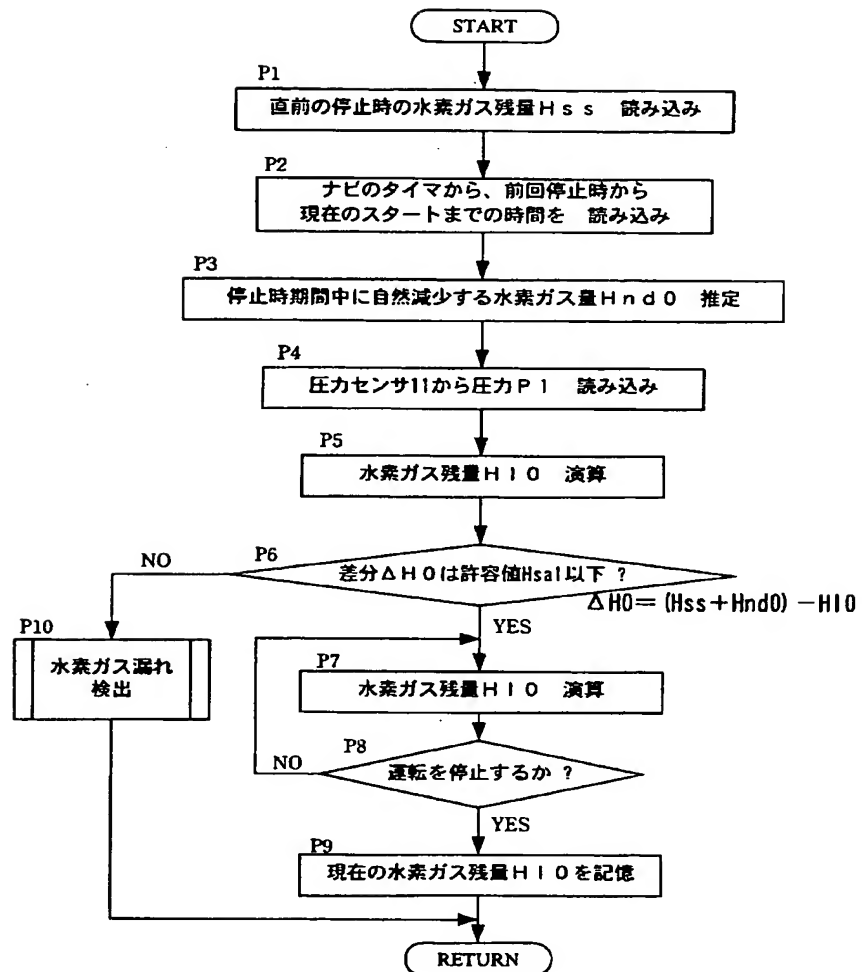 START
P1
直前の停止時の水素ガス残量Hss 読み込み
P2
ナビのタイマから、前回停止時から
現在のスタートまでの時間を 読み込み
P3
停止時期間中に自然減少する水素ガス量Hnd0 推定
P4
圧力センサ11から圧力P1 読み込み
P5
水素ガス残量Hl0 演算
P6
差分ΔH0は許容値Hsal以下？
NO
ΔH0=(Hss+Hnd0)-Hl0
YES
P10
水素ガス漏れ
検出
P7
水素ガス残量Hl0 演算
P8
運転を停止するか？
NO
YES
P9
現在の水素ガス残量Hl0を記憶
RETURN